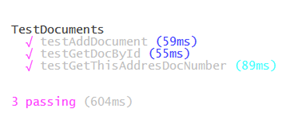 TestDocuments
√ testAddDocument (59ms)
√ testGetDocById (55ms)
√ testGetThisAddresDocNumber (89ms)
3 passing (604ms)